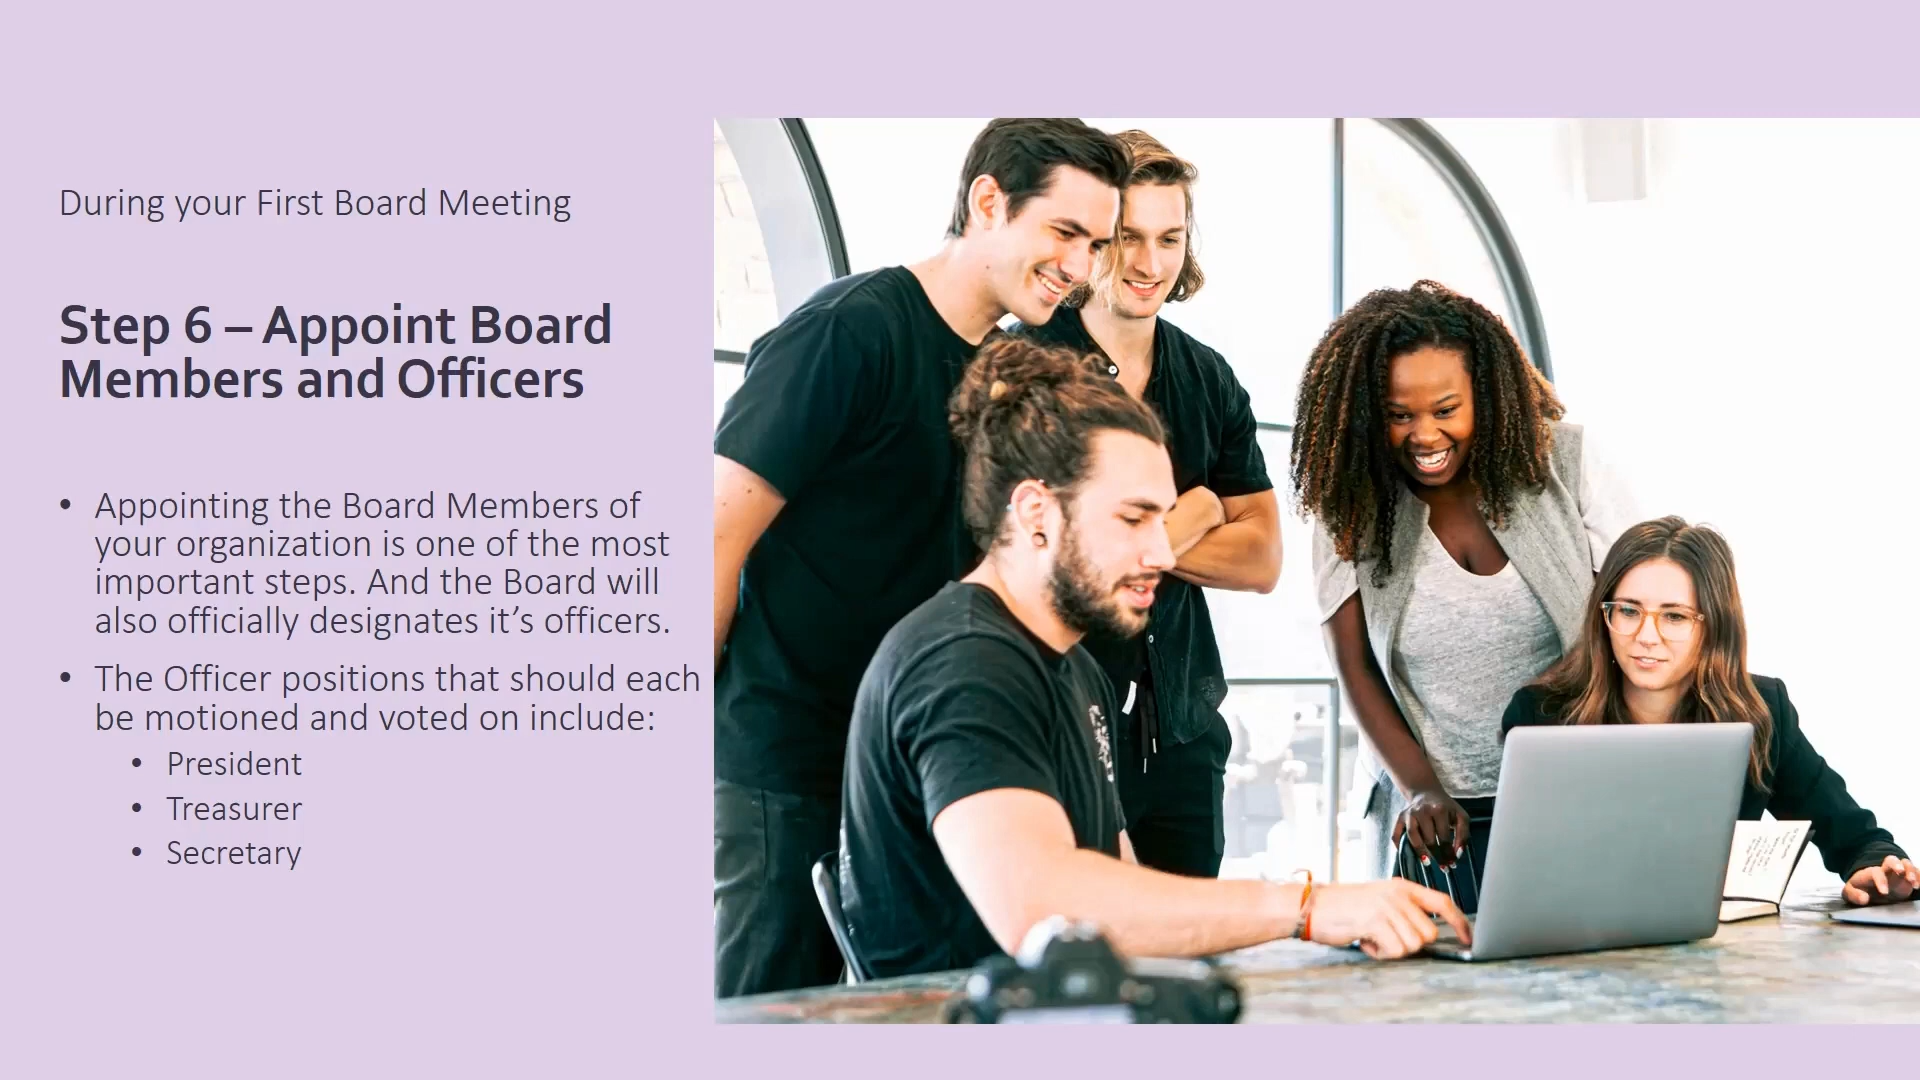 During your First Board Meeting
Step 6 – Appoint Board
Members and Officers
• Appointing the Board Members of
your organization is one of the most
important steps. And the Board will
also officially designates it’s officers.
• The Officer positions that should each
be motioned and voted on include:
• President
• Treasurer
• Secretary